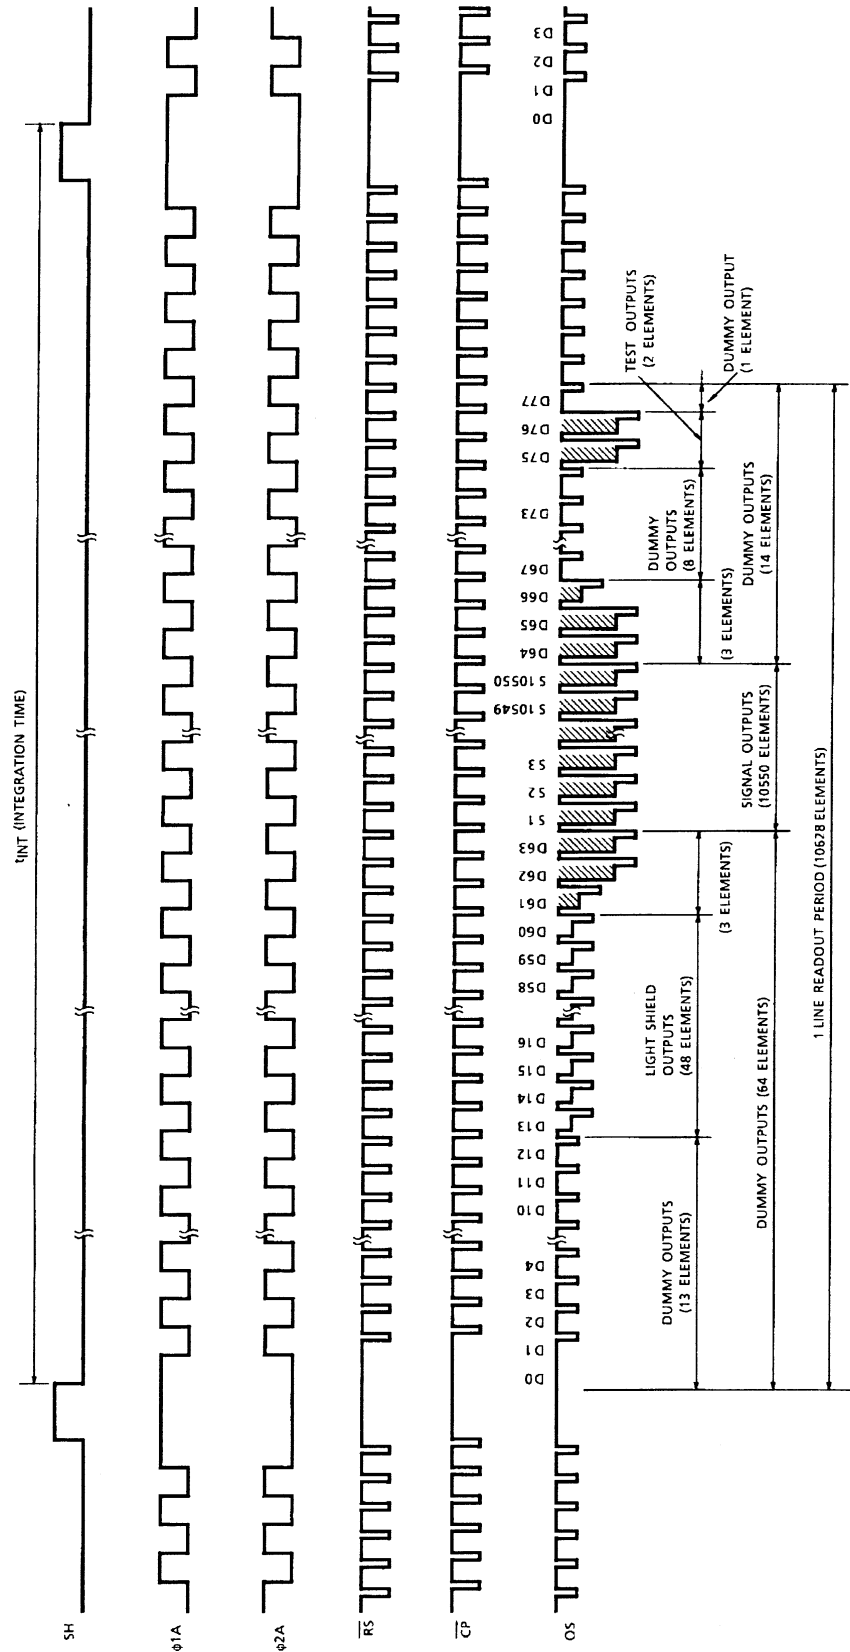 tINT (INTEGRATION TIME)
SH
φ1A
φ2A
RS
CP
OS
D0
D1
D2
D3
D4
D10
D11
D12
D13
D14
D15
D16
D58
D59
D60
D61
D62
D63
S1
S2
S3
S 10549
S 10550
D64
D65
D66
D67
D73
D75
D76
D77
D0
D1
D2
D3
DUMMY OUTPUTS
(13 ELEMENTS)
LIGHT SHIELD
OUTPUTS
(48 ELEMENTS)
(3 ELEMENTS)
(3 ELEMENTS)
DUMMY
OUTPUTS
(8 ELEMENTS)
TEST OUTPUTS
(2 ELEMENTS)
DUMMY OUTPUT
(1 ELEMENT)
DUMMY OUTPUTS (64 ELEMENTS)
SIGNAL OUTPUTS
(10550 ELEMENTS)
DUMMY OUTPUTS
(14 ELEMENTS)
1 LINE READOUT PERIOD (10628 ELEMENTS)